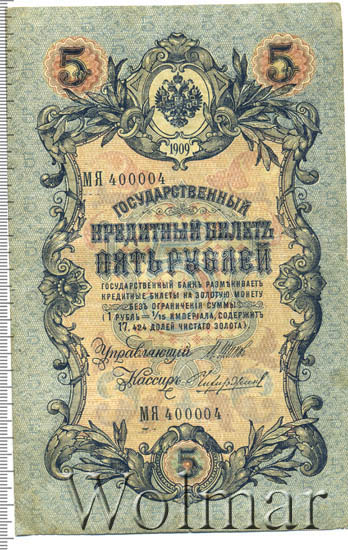 5 5
1909
МЯ 400004
ГОСУДАРСТВЕННЫЙ
КРЕДИТНЫЙ БИЛЕТЪ
ПЯТЬ РУБЛЕЙ
ГОСУДАРСТВЕННЫЙ БАНКЪ РАЗМѢНИВАЕТЪ
КРЕДИТНЫЕ БИЛЕТЫ НА ЗОЛОТУЮ МОНЕТУ
БЕЗЪ ОГРАНИЧЕНІЯ СУММЫ
(1 РУБЛЬ = 1/15 ИМПЕРІАЛА, СОДЕРЖИТЪ
17,424 ДОЛЕЙ ЧИСТАГО ЗОЛОТА).
Управляющій
Кассиръ
МЯ 400004
5
Wolmar